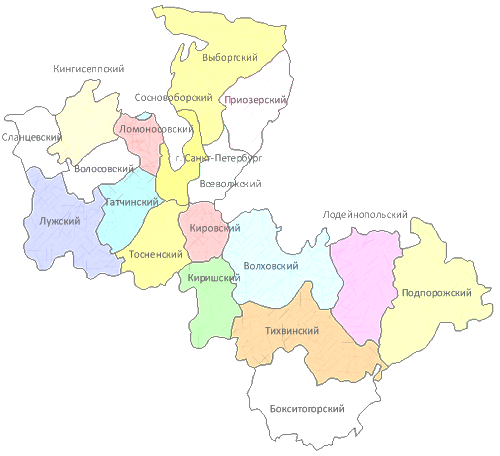 Выборгский
Кингисеппский
Сосновоборский
Приозерский
Сланцевский
Ломоносовский
г. Санкт-Петербург
Волосовский
Всеволжский
Гатчинский
Лужский
Лодейнопольский
Кировский
Тосненский
Волховский
Киришский
Подпорожский
Тихвинский
Бокситогорский